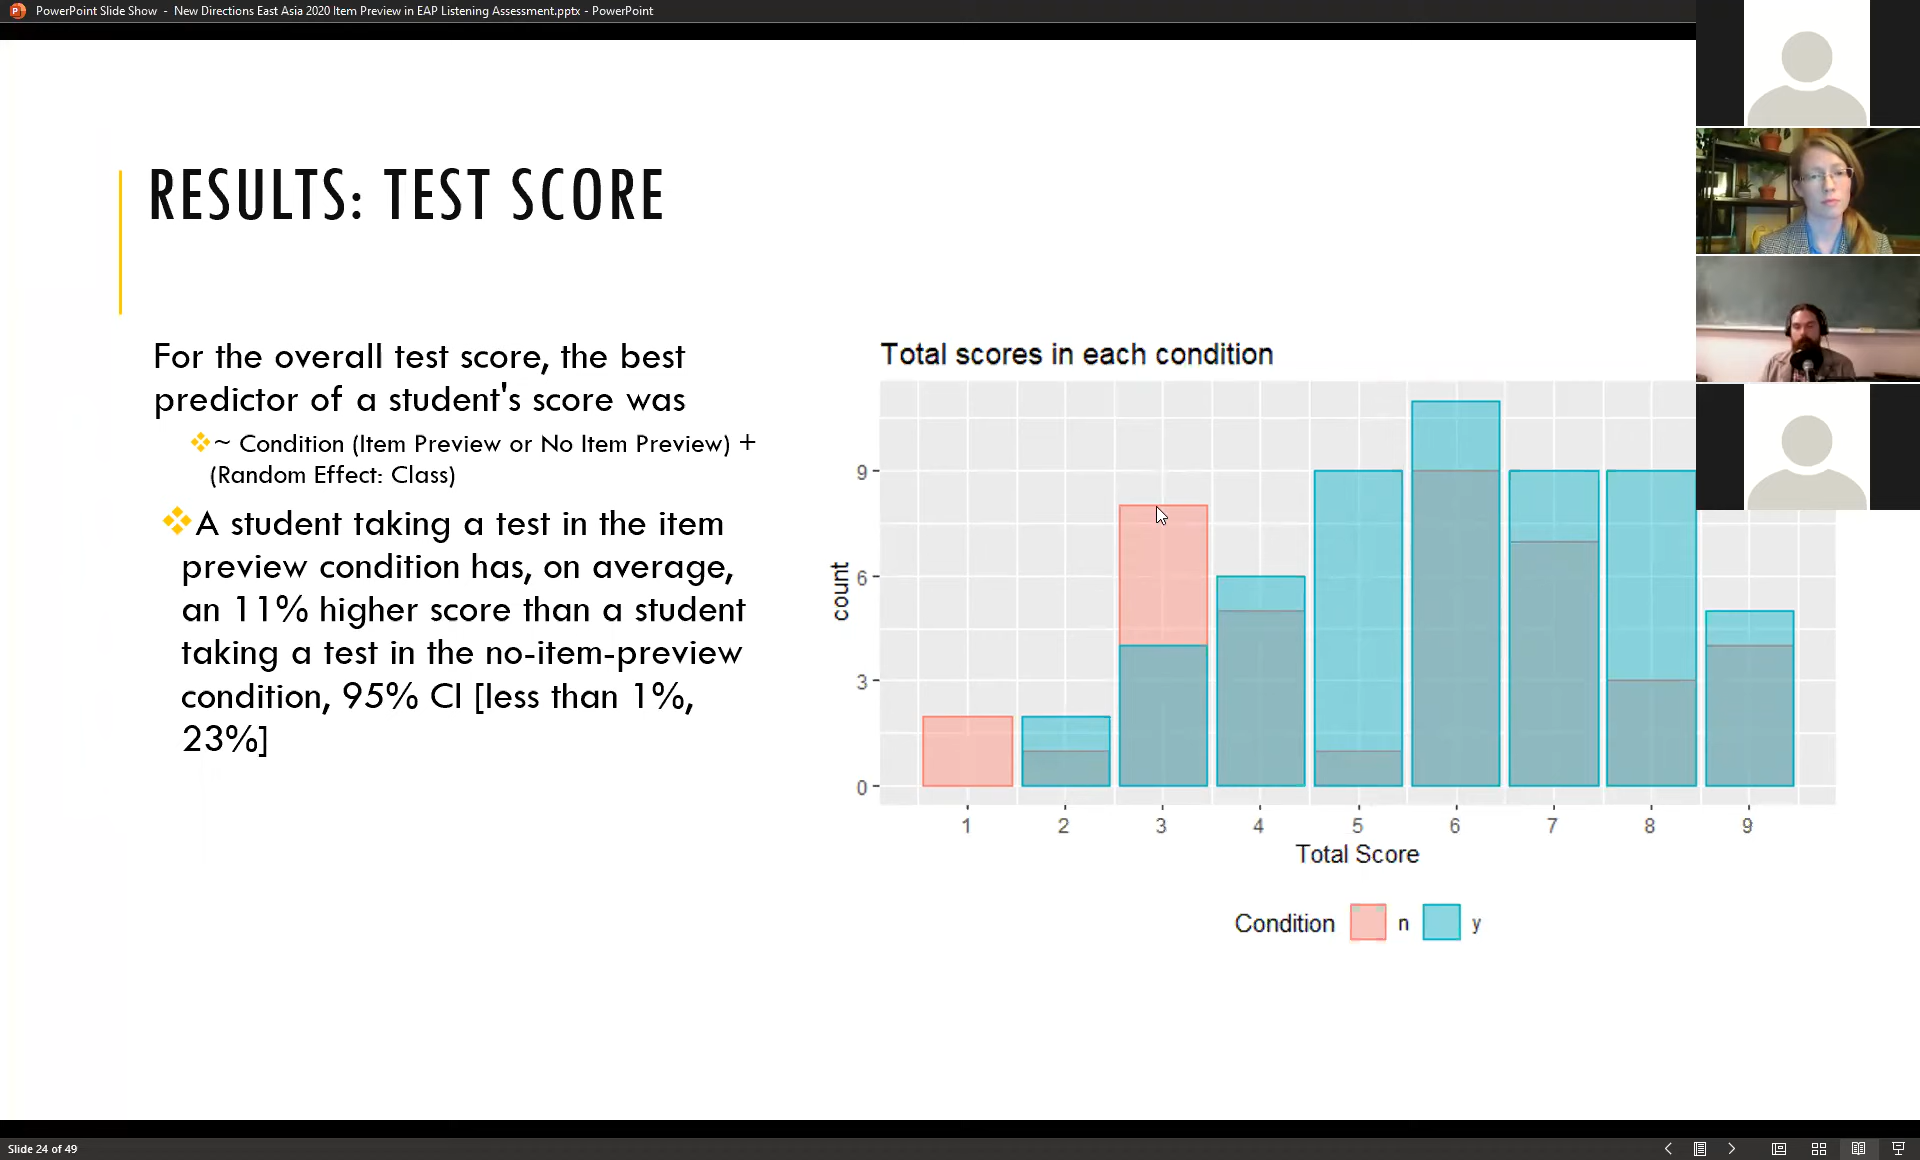 PowerPoint Slide Show - New Directions East Asia 2020 Item Preview in EAP Listening Assessment.pptx - PowerPoint
RESULTS: TEST SCORE
For the overall test score, the best
predictor of a student's score was
~ Condition (Item Preview or No Item Preview) +
(Random Effect: Class)
A student taking a test in the item
preview condition has, on average,
an 11% higher score than a student
taking a test in the no-item-preview
condition, 95% CI [less than 1%,
23%]
Total scores in each condition
count
9
6
3
0
1 2 3 4 5 6 7 8 9
Total Score
Condition n y
Slide 24 of 49